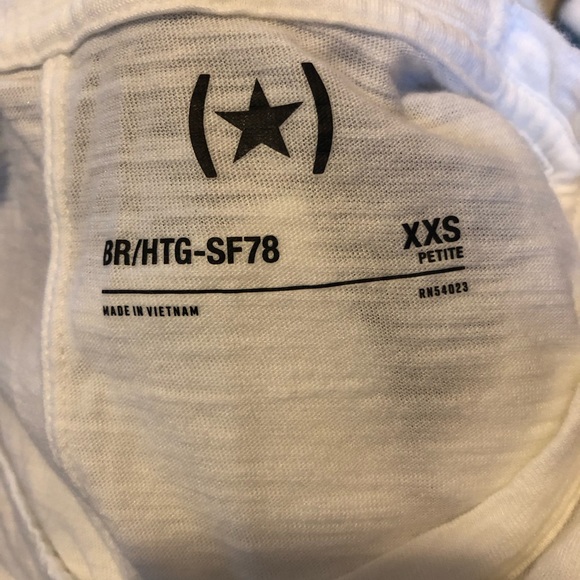 (★)
BR/HTG-SF78
XXS
PETITE
MADE IN VIETNAM
RN54023